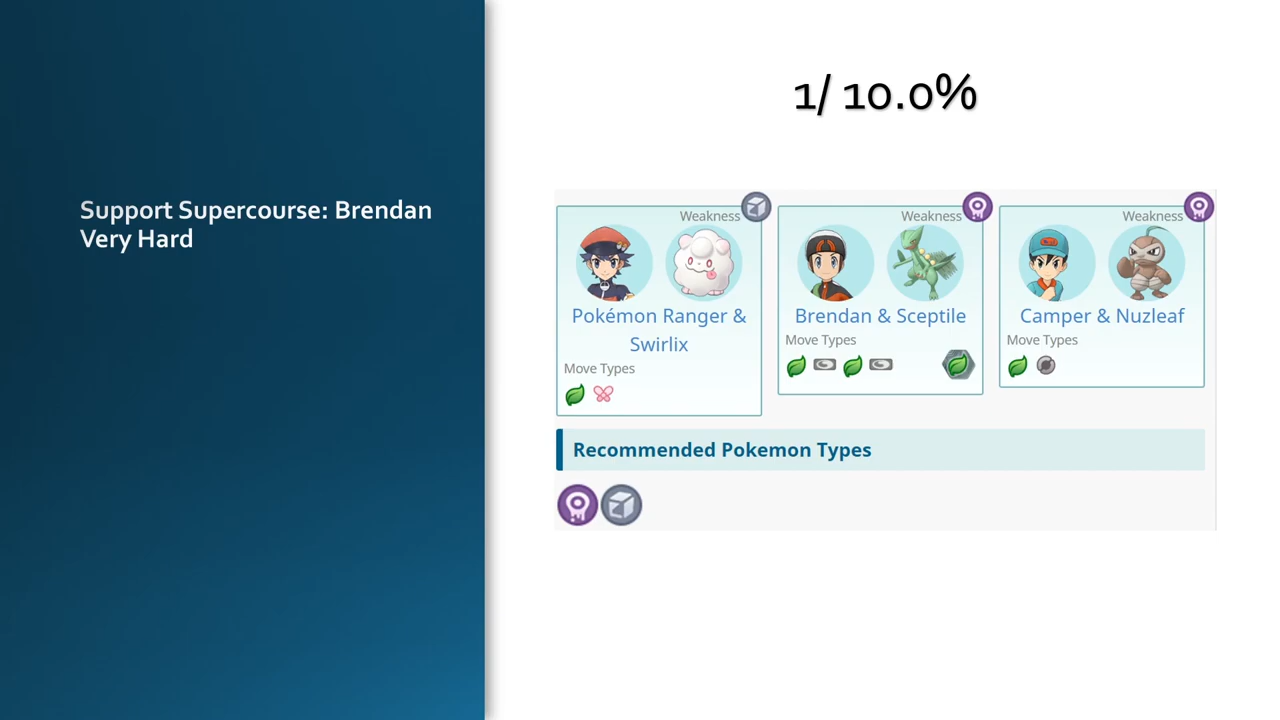 Support Supercourse: Brendan
Very Hard
1/ 10.0%
Weakness
Pokémon Ranger &
Swirlix
Move Types
Weakness
Brendan & Sceptile
Move Types
Weakness
Camper & Nuzleaf
Move Types
Recommended Pokemon Types